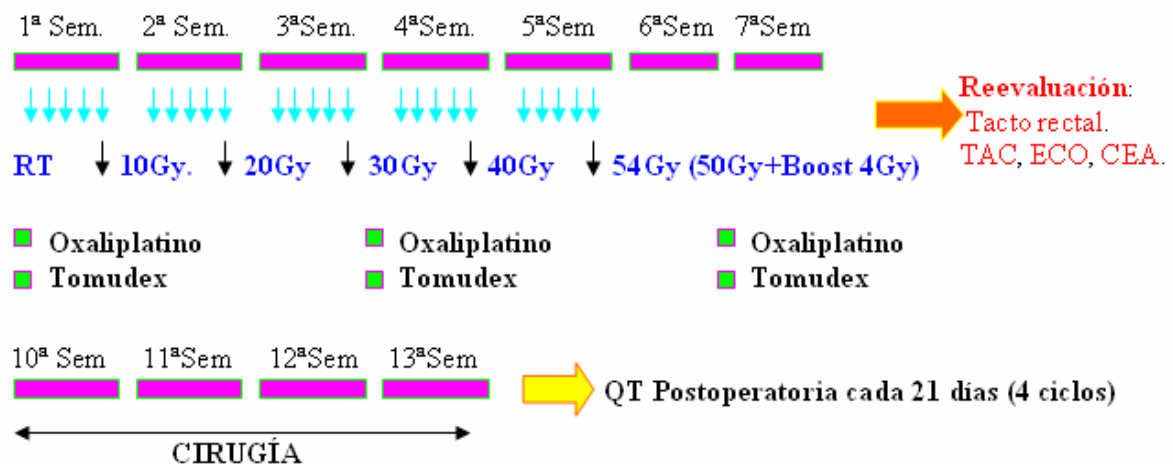 1ª Sem. 2ª Sem. 3ªSem. 4ªSem. 5ªSem 6ªSem 7ªSem
Reevaluación:
Tacto rectal.
TAC, ECO, CEA.
RT 10Gy. 20Gy 30Gy 40Gy 54Gy (50Gy+Boost 4Gy)
Oxaliplatino Oxaliplatino Oxaliplatino
Tomudex Tomudex Tomudex
10ª Sem 11ªSem 12ªSem 13ªSem
QT Postoperatoria cada 21 días (4 ciclos)
CIRUGÍA